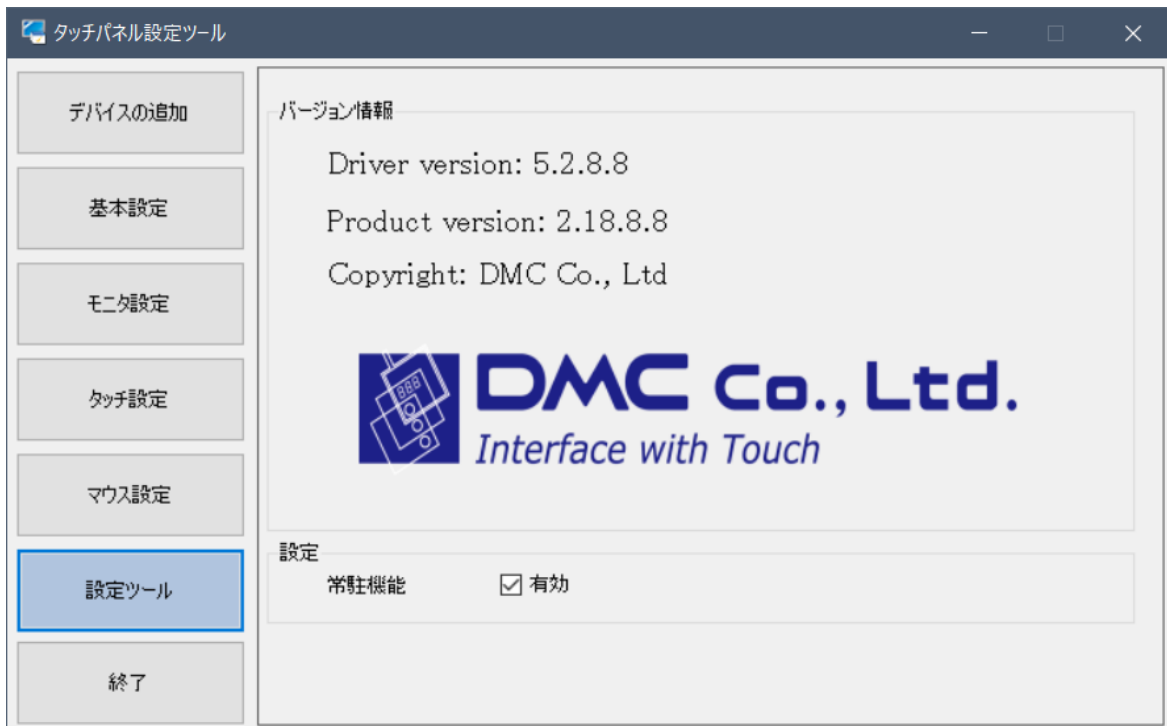 タッチパネル設定ツール
デバイスの追加
基本設定
モニタ設定
タッチ設定
マウス設定
設定ツール
終了
バージョン情報
Driver version: 5.2.8.8
Product version: 2.18.8.8
Copyright: DMC Co., Ltd
888
DMC Co., Ltd.
Interface with Touch
設定
常駐機能 有効